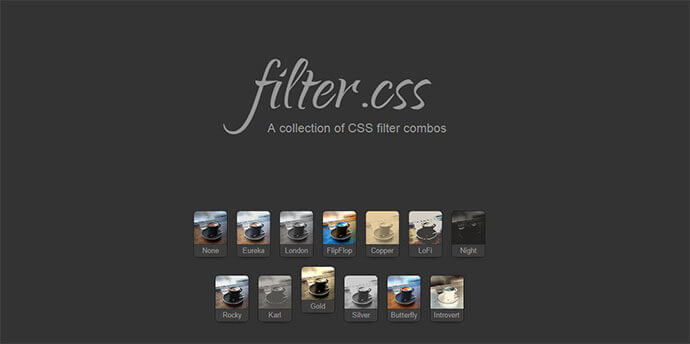 filter.css
A collection of CSS filter combos
None Eureka London FlipFlop Copper LoFi Night
Rocky Karl Gold Silver Butterfly Introvert